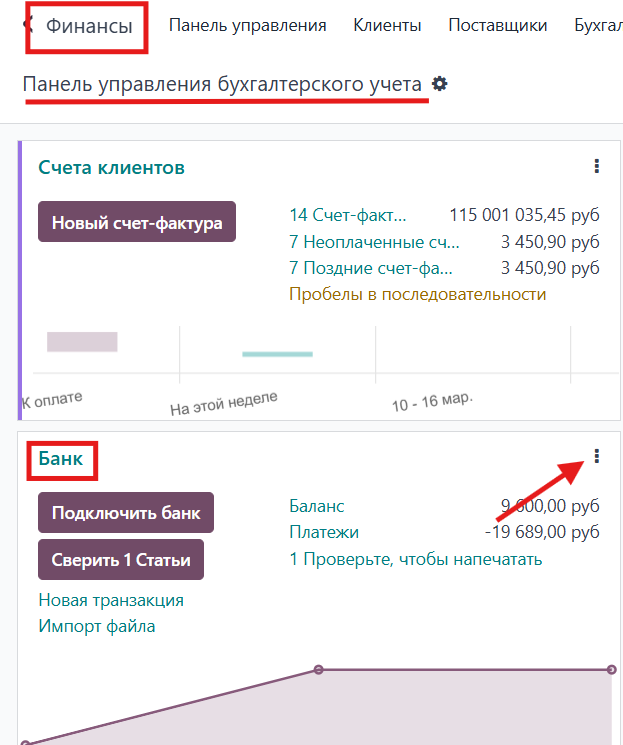 Финансы Панель управления Клиенты Поставщики Бухгал
Панель управления бухгалтерского учета
Счета клиентов
Новый счет-фактура
14 Счет-факт... 115 001 035,45 руб
7 Неоплаченные сч... 3 450,90 руб
7 Поздние счет-фа... 3 450,90 руб
Пробелы в последовательности
К оплате На этой неделе 10 - 16 мар.
Банк
Подключить банк
Сверить 1 Статьи
Новая транзакция
Импорт файла
Баланс руб
Платежи -19 689,00 руб
1 Проверьте, чтобы напечатать